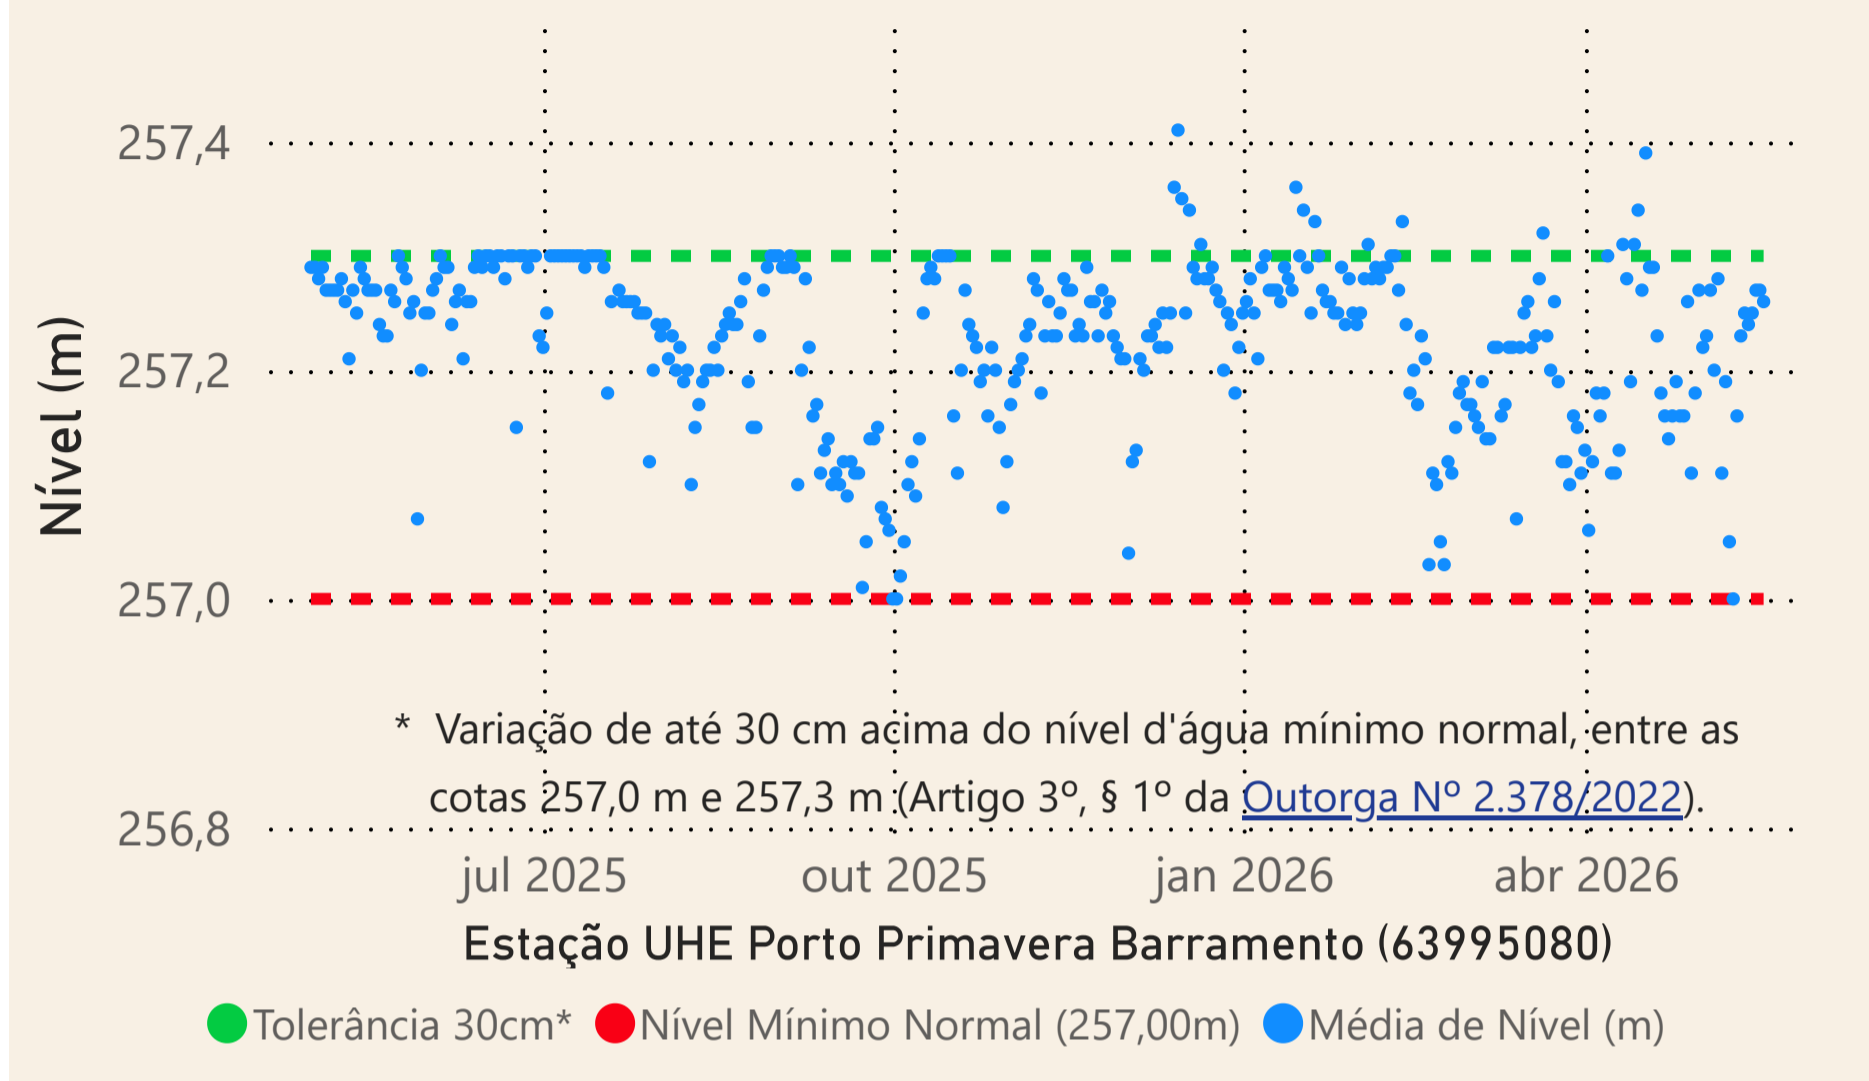 257,4
257,2
257,0
256,8
Nível (m)
* Variação de até 30 cm acima do nível d'água mínimo normal, entre as
cotas 257,0 m e 257,3 m (Artigo 3º, § 1º da Outorga Nº 2.378/2022).
jul 2025 out 2025 jan 2026 abr 2026
Estação UHE Porto Primavera Barramento (63995080)
Tolerância 30cm* Nível Mínimo Normal (257,00m) Média de Nível (m)